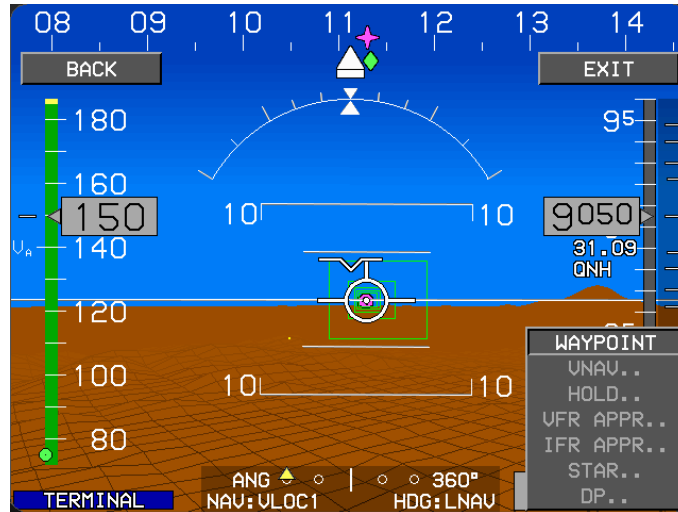 08 09 10 11 12 13 14
BACK
EXIT
180
95
160
150
10
10
9050
VA
140
31.09
QNH
120
WAYPOINT
VNAV..
100
HOLD..
10
10
VFR APPR..
IFR APPR..
80
STAR..
ANG
360°
DP..
TERMINAL
NAV:VLOC1
HDG:LNAV